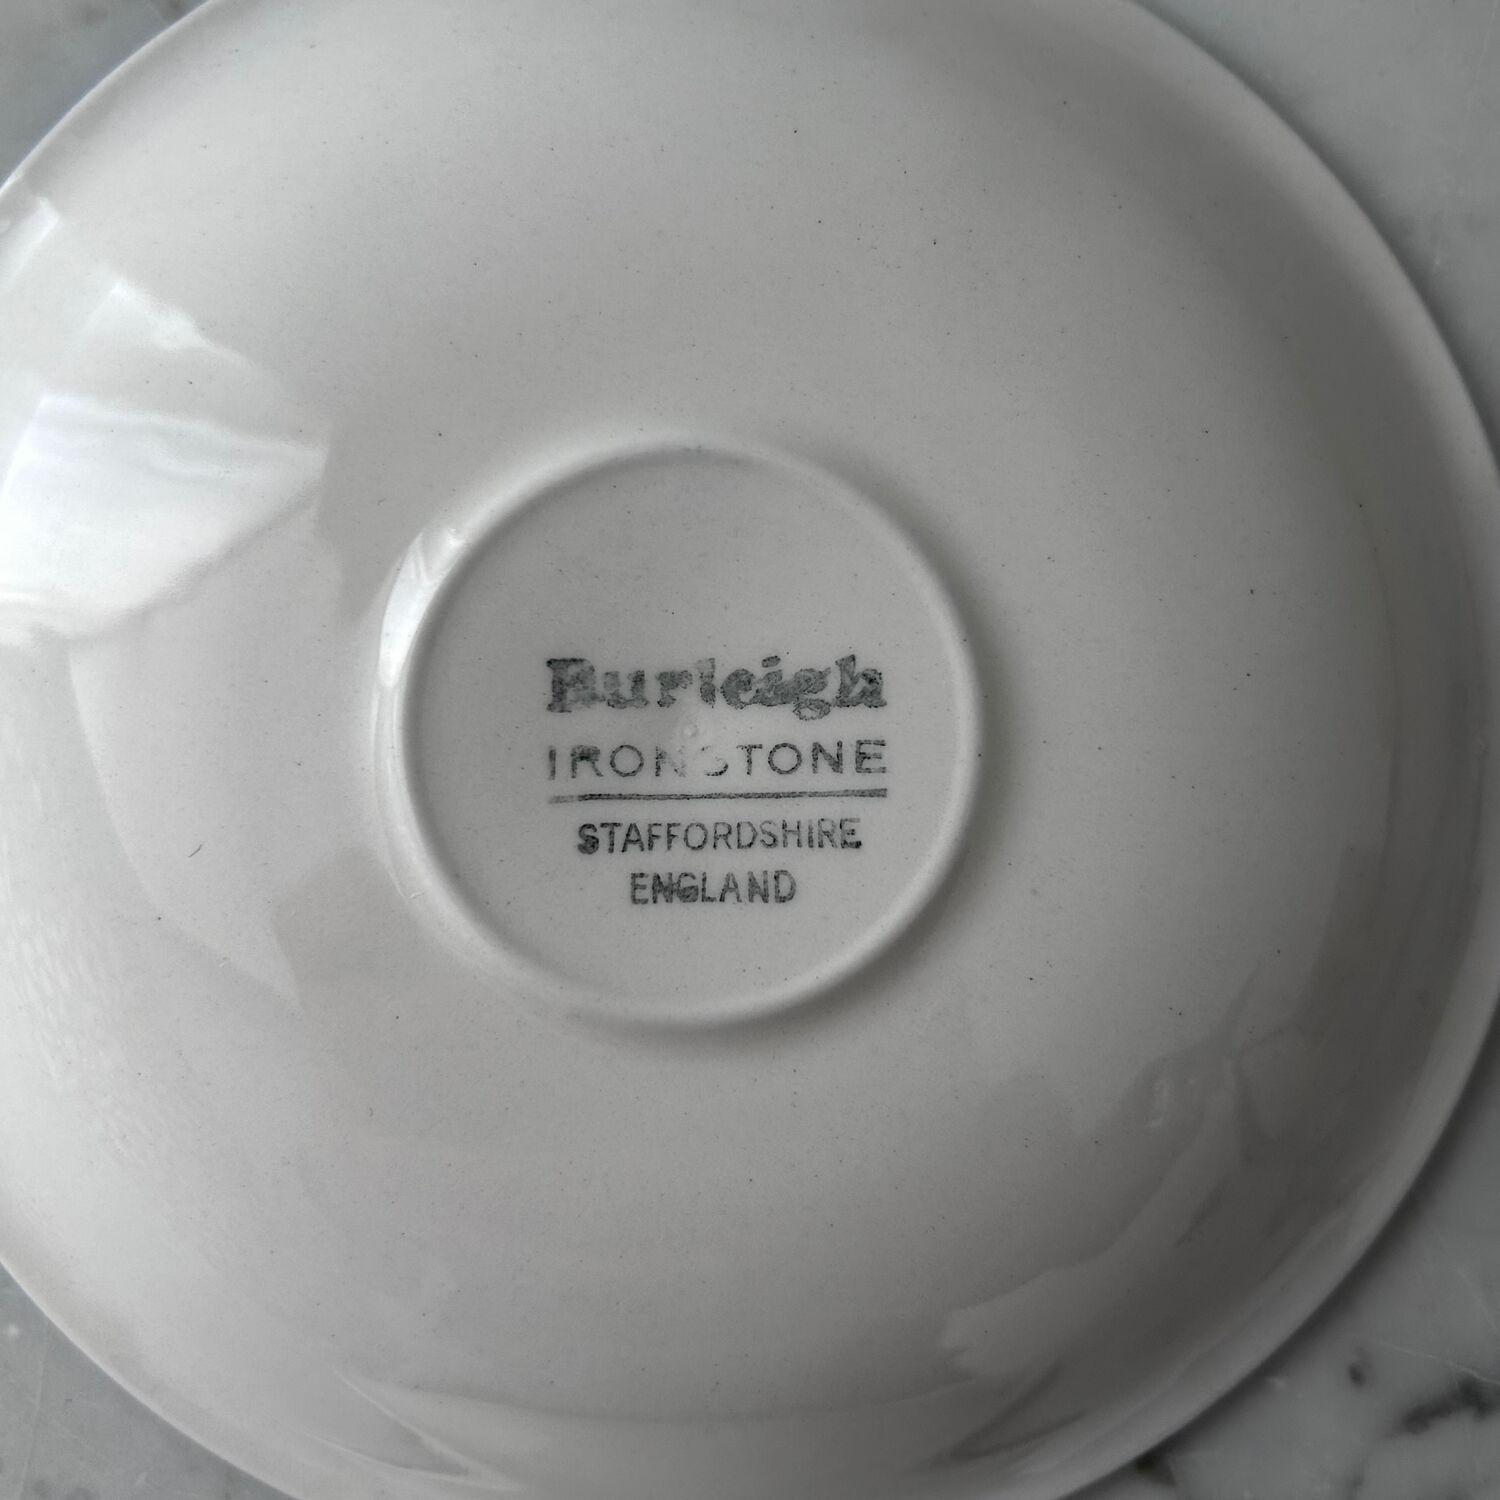 Burleigh
IRONSTONE
STAFFORDSHIRE
ENGLAND